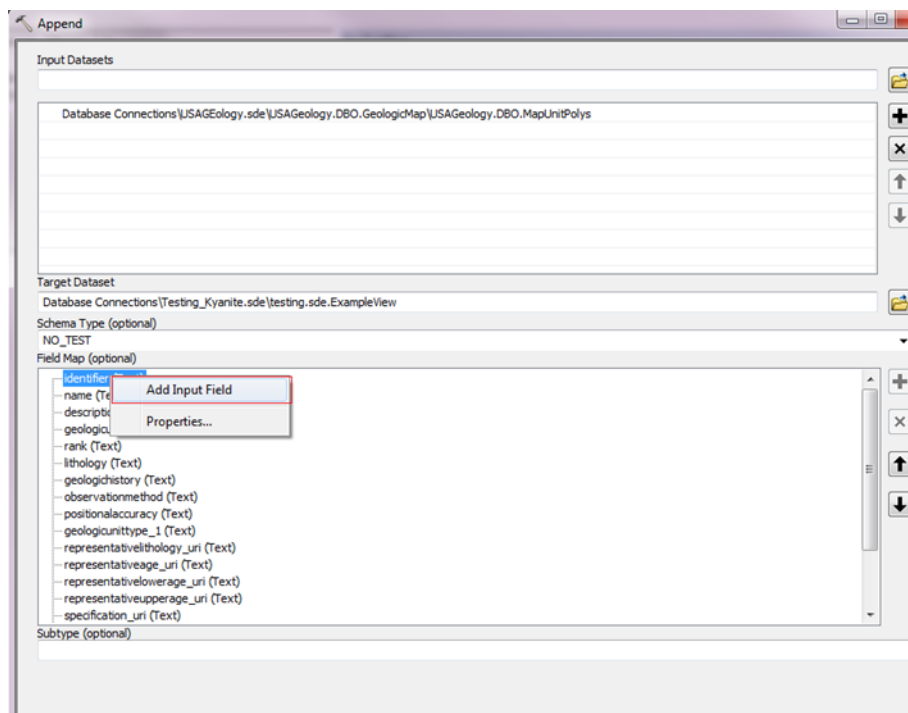 Append
Input Datasets
Database Connections\USAGEology.sde\USAGeology.DBO.GeologicMap\USAGeology.DBO.MapUnitPolys
Target Dataset
Database Connections\Testing_Kyanite.sde\testing.sde.ExampleView
Schema Type (optional)
NO_TEST
Field Map (optional)
identifier
Add Input Field
name (Te
descriptio
Properties...
geologicu
rank (Text)
lithology (Text)
geologichistory (Text)
observationmethod (Text)
positionalaccuracy (Text)
geologicunittype_1 (Text)
representativelithology_uri (Text)
representativeage_uri (Text)
representativelowerage_uri (Text)
representativeupperage_uri (Text)
specification_uri (Text)
Subtype (optional)